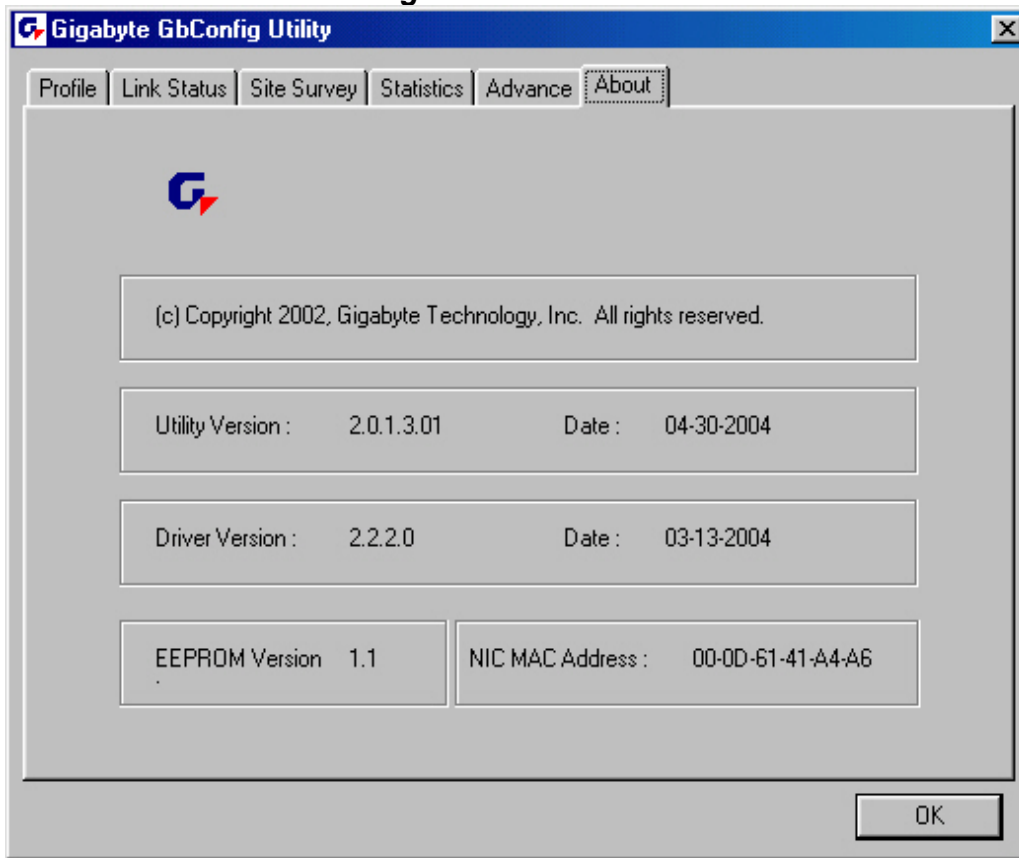 Gigabyte GbConfig Utility
Profile Link Status Site Survey Statistics Advance About
(c) Copyright 2002, Gigabyte Technology, Inc. All rights reserved.
Utility Version : 2.0.1.3.01 Date : 04-30-2004
Driver Version : 2.2.2.0 Date : 03-13-2004
EEPROM Version 1.1 NIC MAC Address : 00-0D-61-41-A4-A6
OK